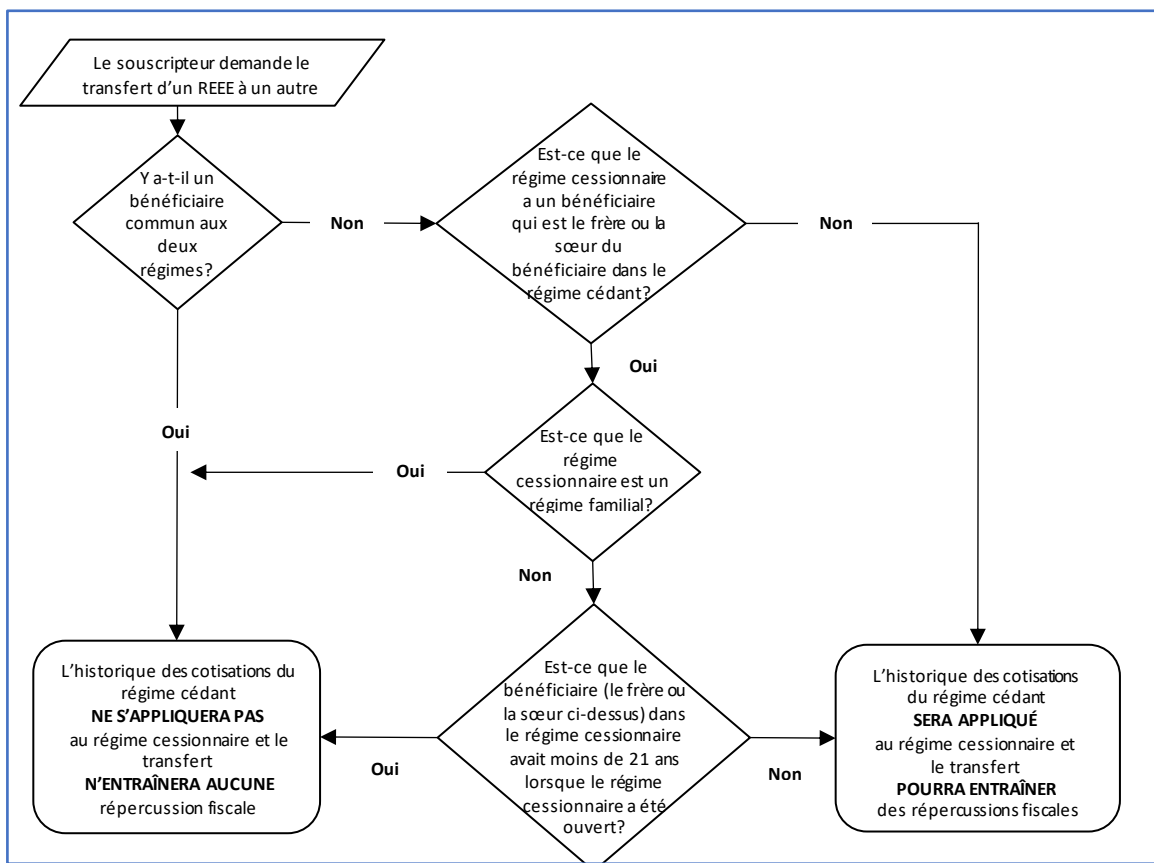 Le souscripteur demande le
transfert d'un REEE à un autre
Y a-t-il un
bénéficiaire
commun aux
deux
régimes?
Non
Est-ce que le
régime cessionnaire
a un bénéficiaire
qui est le frère ou la
sœur du
bénéficiaire dans le
régime cédant?
Non
Oui
Oui
Est-ce que le
régime
cessionnaire est un
régime familial?
Oui
Non
L'historique des cotisations du
régime cédant
NE S'APPLIQUERA PAS
au régime cessionnaire et le
transfert
N'ENTRAÎNERA AUCUNE
répercussion fiscale
Oui
Est-ce que le
bénéficiaire (le frère ou
la sœur ci-dessus) dans
le régime cessionnaire
avait moins de 21 ans
lorsque le régime
cessionnaire a été
ouvert?
Non
L'historique des cotisations
du régime cédant
SERA APPLIQUÉ
au régime cessionnaire et
le transfert
POURRA ENTRAÎNER
des répercussions fiscales